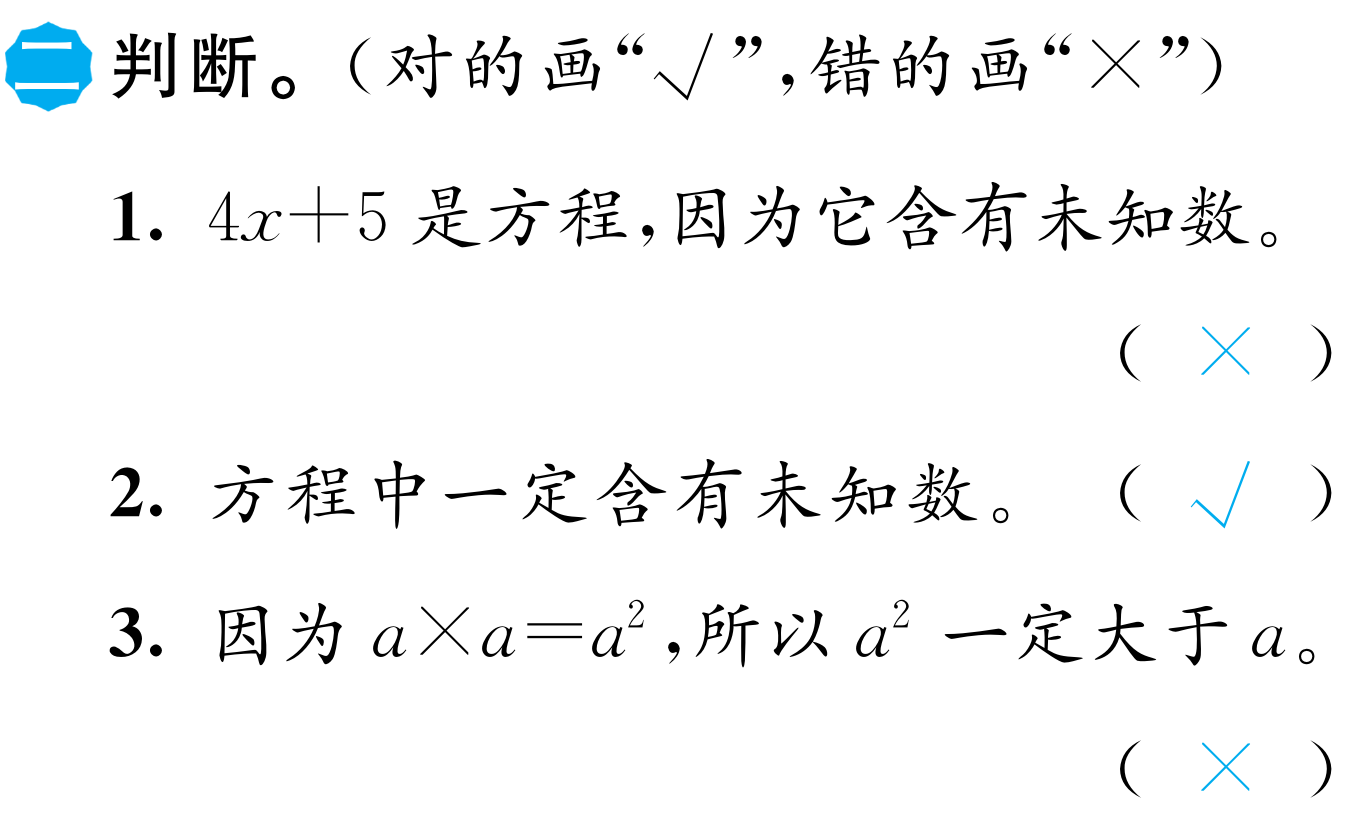 二 判断。（对的画“√”,错的画“×”）
1. 4x+5 是方程,因为它含有未知数。
（ × ）
2. 方程中一定含有未知数。 （ √ ）
3. 因为 a×a=a²,所以 a² 一定大于 a。
（ × ）